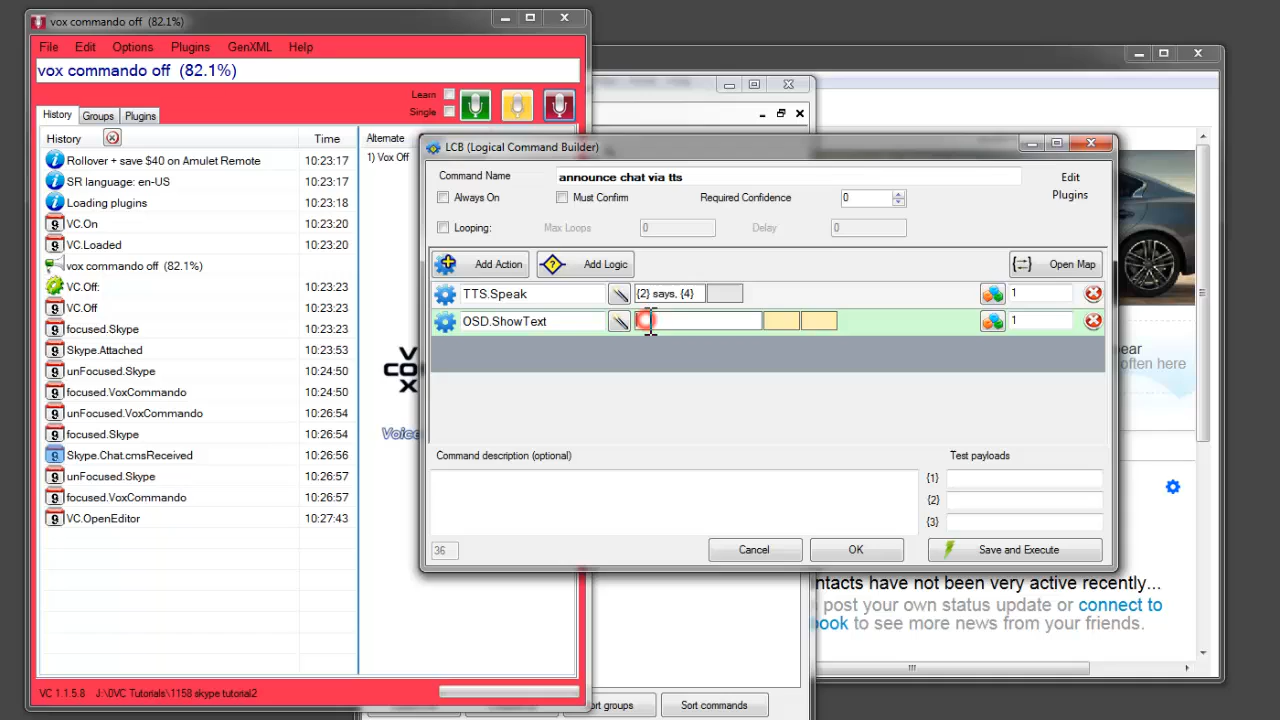 vox commando off (82.1%)
File Edit Options Plugins GenXML Help
vox commando off (82.1%)
Learn
Single
History Groups Plugins
History Time Alternate
Rollover + save $40 on Amulet Remote 10:23:17
1) Vox Off
SR language: en-US 10:23:17
Loading plugins 10:23:18
VC.On 10:23:20
VC.Loaded 10:23:20
vox commando off (82.1%)
VC.Off: 10:23:23
VC.Off 10:23:23
focused.Skype 10:23:23
Skype.Attached 10:23:53
unFocused.Skype 10:24:50
focused.VoxCommando 10:24:50
unFocused.VoxCommando 10:26:54
focused.Skype 10:26:54
Skype.Chat.cmsReceived 10:26:56
unFocused.Skype 10:26:57
focused.VoxCommando 10:26:57
VC.OpenEditor 10:27:43
VC 1.1.5.8 J:\DVC Tutorials\1158 skype tutorial2
LCB (Logical Command Builder)
Command Name announce chat via tts Edit Plugins
Always On Must Confirm Required Confidence 0
Looping: Max Loops 0 Delay 0
Add Action Add Logic Open Map
TTS.Speak {2} says, {4} 1
OSD.ShowText 1
Command description (optional) Test payloads
{1}
{2}
{3}
36 Cancel OK Save and Execute
ear
often here
ontacts have not been very active recently...
post your own status update or connect to
book to see more news from your friends.
ort groups Sort commands